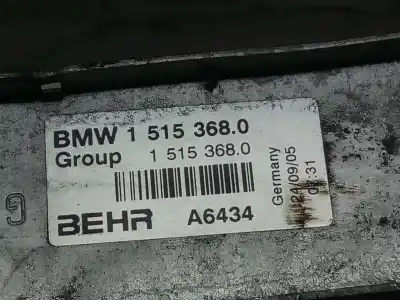 BMW 1 515 368.0
Group 1 515 368.0
BEHR A6434
Germany
24/09/05